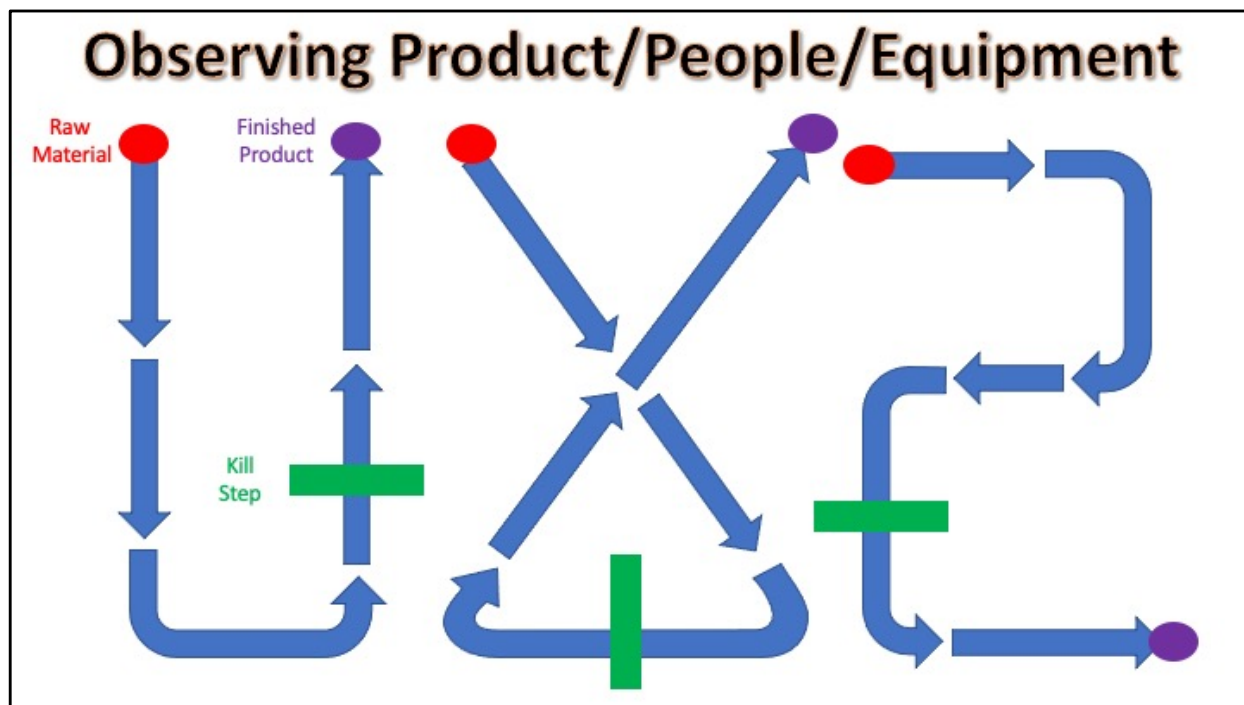 Observing Product/People/Equipment
Raw
Material
Finished
Product
Kill
Step